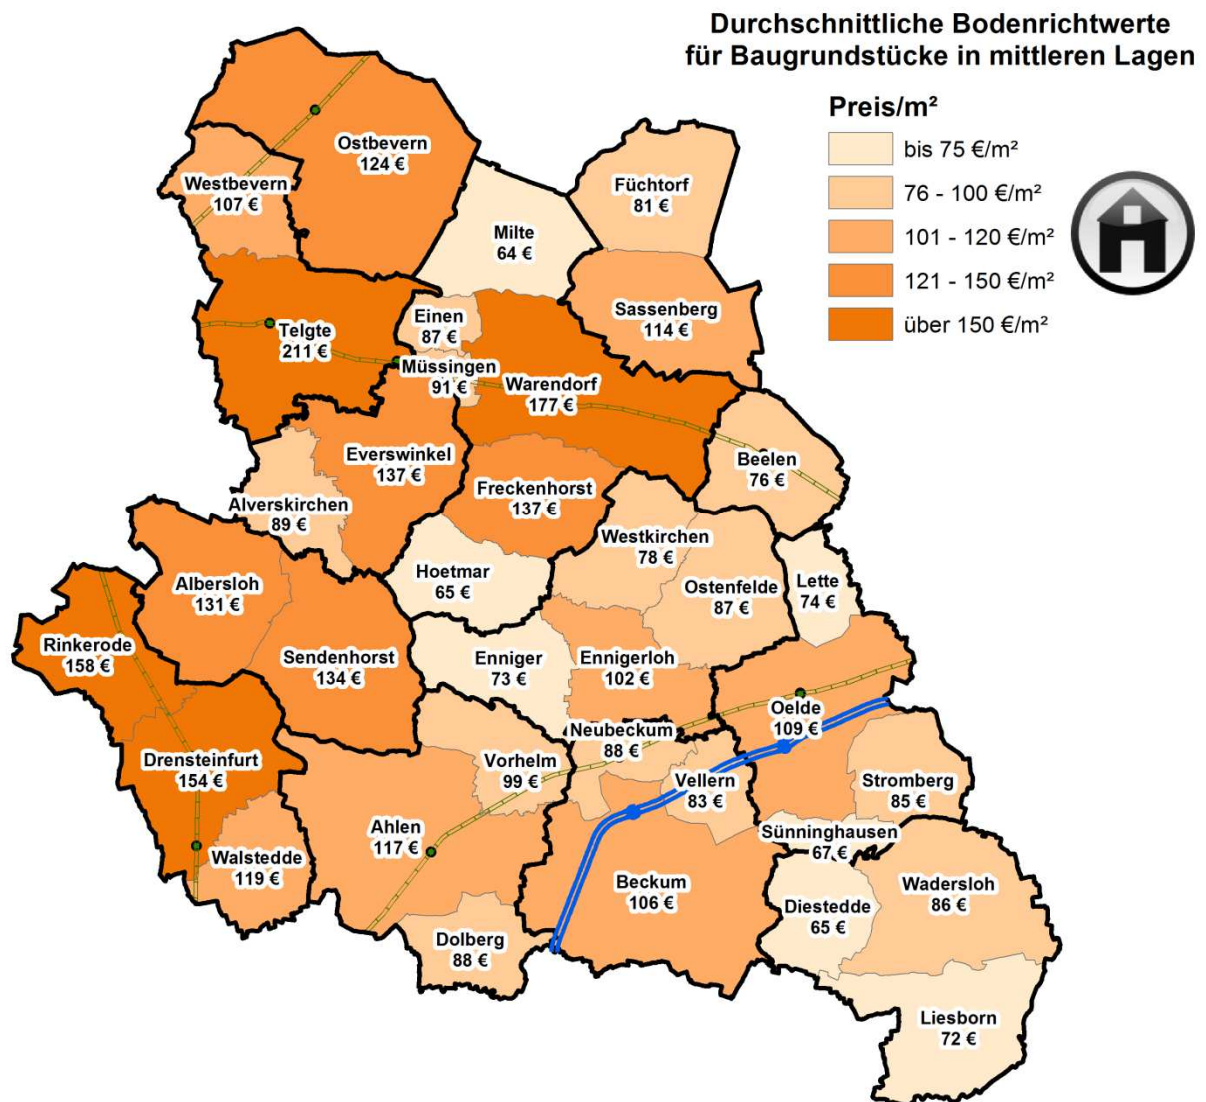 Durchschnittliche Bodenrichtwerte
für Baugrundstücke in mittleren Lagen
Preis/m²
bis 75 €/m²
76 - 100 €/m²
101 - 120 €/m²
121 - 150 €/m²
über 150 €/m²
Ostbevern
124 €
Westbevern
107 €
Füchtorf
81 €
Milte
64 €
Sassenberg
114 €
Einen
87 €
Telgte
211 €
Müssingen
91 €
Warendorf
177 €
Everswinkel
137 €
Beelen
76 €
Freckenhorst
137 €
Alverskirchen
89 €
Westkirchen
78 €
Hoetmar
65 €
Albersloh
131 €
Lette
74 €
Ostenfelde
87 €
Rinkerode
158 €
Sendenhorst
134 €
Enniger
73 €
Ennigerloh
102 €
Oelde
109 €
Neubeckum
88 €
Drensteinfurt
154 €
Vorhelm
99 €
Vellern
83 €
Stromberg
85 €
Ahlen
117 €
Sünninghausen
67 €
Walstedde
119 €
Beckum
106 €
Wadersloh
86 €
Diestedde
65 €
Dolberg
88 €
Liesborn
72 €